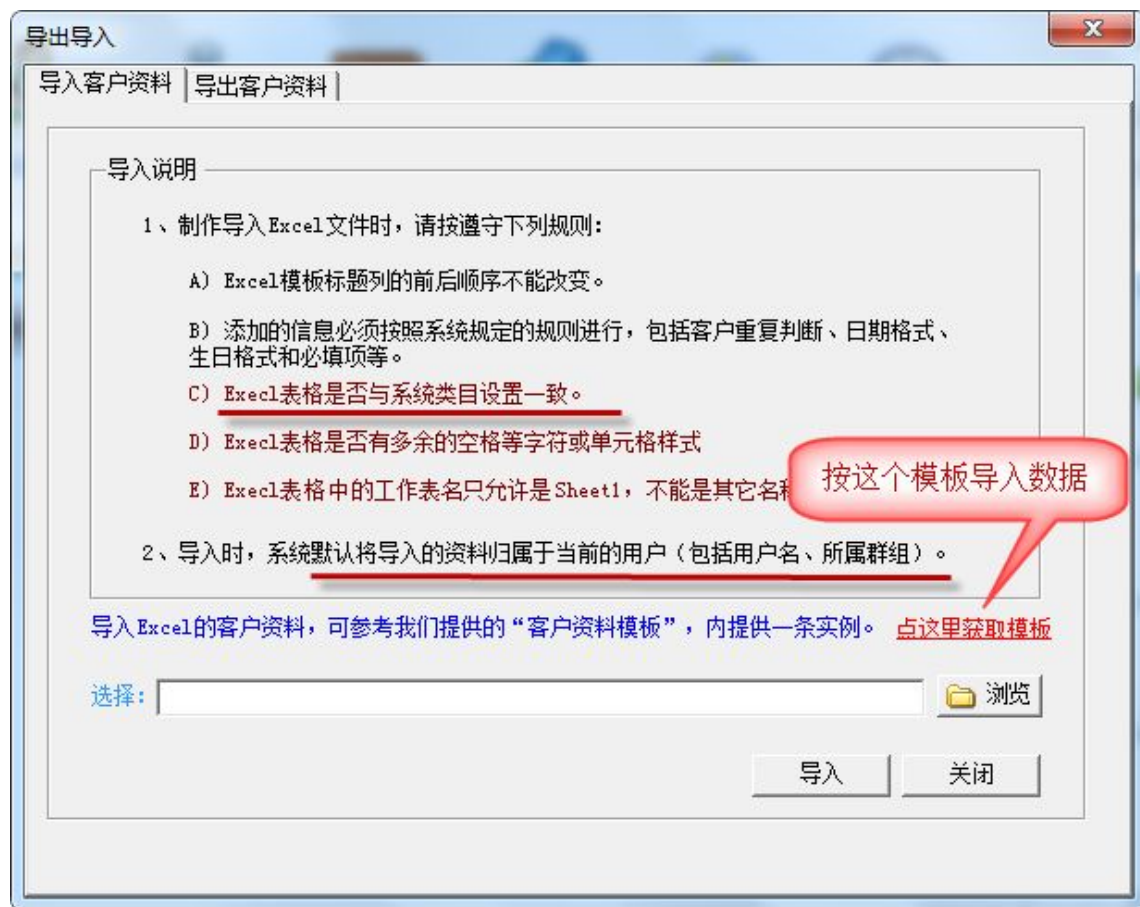 导出导入
导入客户资料
导出客户资料
导入说明
1、制作导入Excel文件时，请按遵守下列规则：
A）Excel模板标题列的前后顺序不能改变。
B）添加的信息必须按照系统规定的规则进行，包括客户重复判断、日期格式、
生日格式和必填项等。
C）Execl表格是否与系统类目设置一致。
D）Execl表格是否有多余的空格等字符或单元格样式
E）Execl表格中的工作表名只允许是Sheet1，不能是其它名
按这个模板导入数据
2、导入时，系统默认将导入的资料归属于当前的用户（包括用户名、所属群组）。
导入Excel的客户资料，可参考我们提供的“客户资料模板”，内提供一条实例。 点这里获取模板
选择：
浏览
导入
关闭